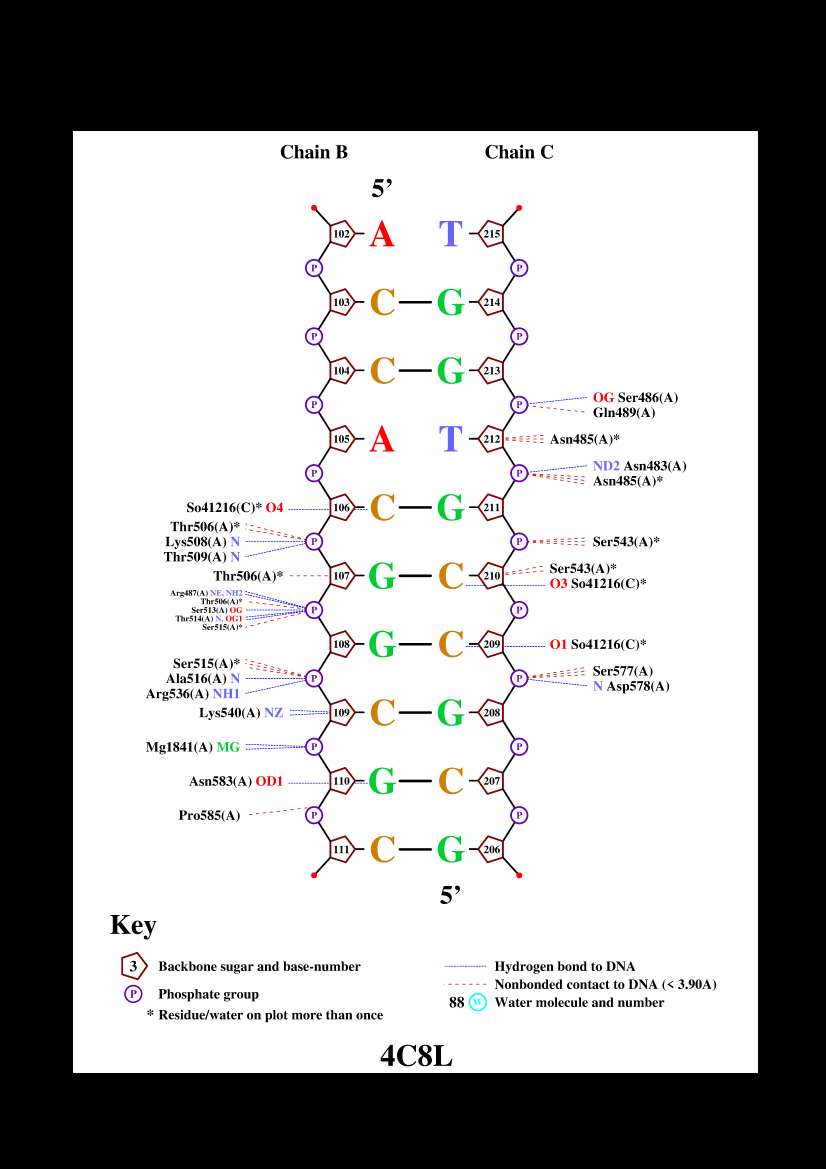 Chain B Chain C
5’
102 A T 215
P P
103 C G 214
P P
104 C G 213
P P OG Ser486(A)
Gln489(A)
105 A T 212 Asn485(A)*
P P ND2 Asn483(A)
Asn485(A)*
So41216(C)* O4 106 C G 211
Thr506(A)*
Lys508(A) N P P Ser543(A)*
Thr509(A) N
Thr506(A)* 107 G C 210 Ser543(A)*
O3 So41216(C)*
Arg487(A) NE, NH2
Thr506(A)*
Ser513(A) OG P P
Thr514(A) N, OG1
Ser515(A)*
108 G C 209 O1 So41216(C)*
Ser515(A)*
Ala516(A) N P P Ser577(A)
Arg536(A) NH1 N Asp578(A)
Lys540(A) NZ 109 C G 208
Mg1841(A) MG P P
Asn583(A) OD1 110 G C 207
Pro585(A) P P
111 C G 206
5’
Key
3 Backbone sugar and base-number
P Phosphate group
* Residue/water on plot more than once
Hydrogen bond to DNA
Nonbonded contact to DNA (< 3.90A)
88 W Water molecule and number
4C8L